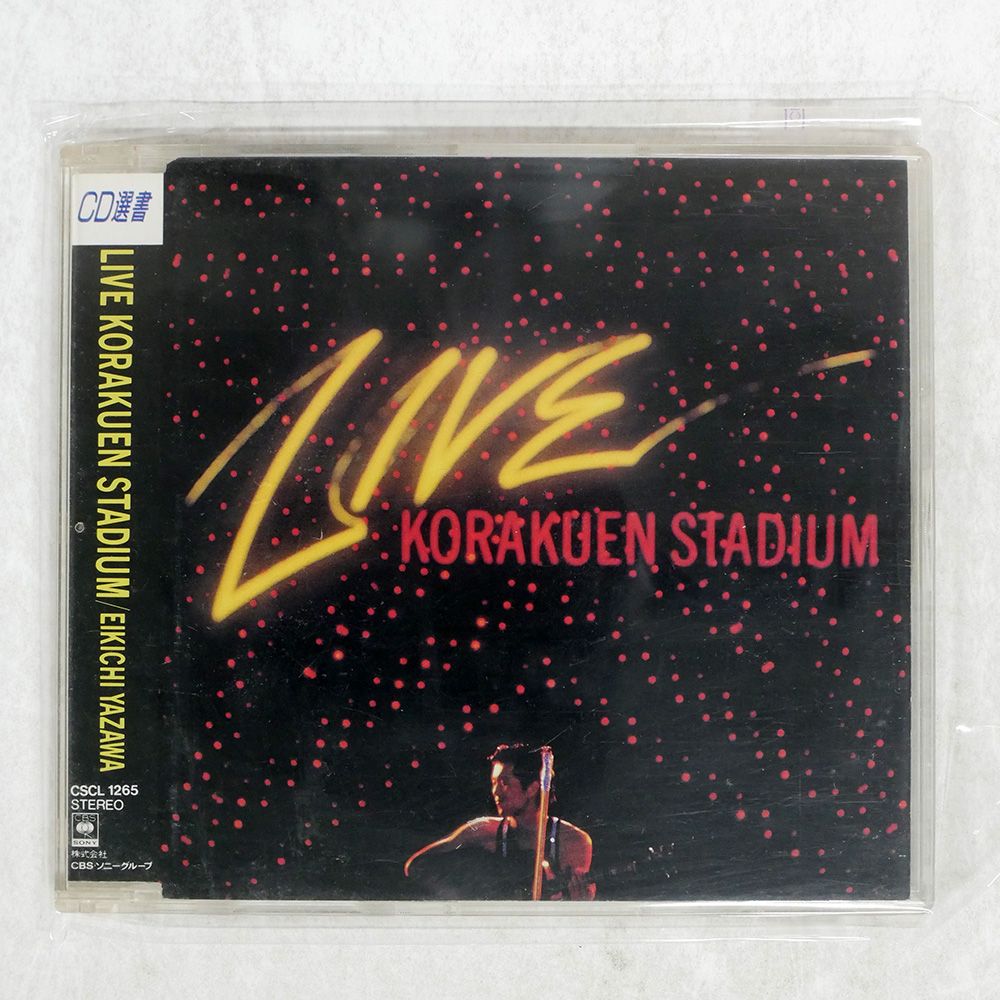 CD選書
LIVE KORAKUEN STADIUM/EIKICHI YAZAWA
CSCL 1265
STEREO
CBS
SONY
株式会社
CBS・ソニーグループ
LIVE
KORAKUEN STADIUM